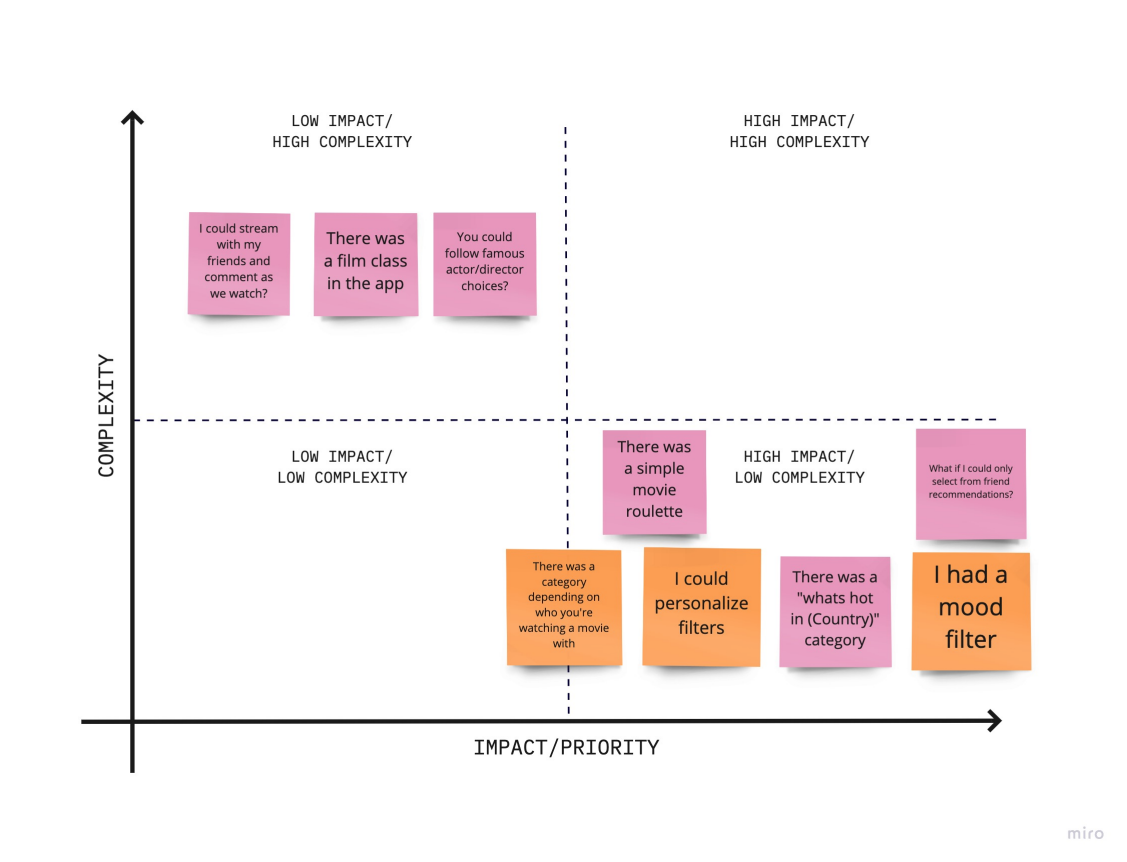 LOW IMPACT/
HIGH COMPLEXITY
HIGH IMPACT/
HIGH COMPLEXITY
I could stream
with my
friends and
comment as
we watch?
There was
a film class
in the app
You could
follow famous
actor/director
choices?
COMPLEXITY
LOW IMPACT/
LOW COMPLEXITY
There was
a simple
movie
roulette
HIGH IMPACT/
LOW COMPLEXITY
What if I could only
select from friend
recommendations?
There was a
category
depending on
who you're
watching a movie
with
I could
personalize
filters
There was a
"whats hot
in (Country)"
category
I had a
mood
filter
IMPACT/PRIORITY
miro